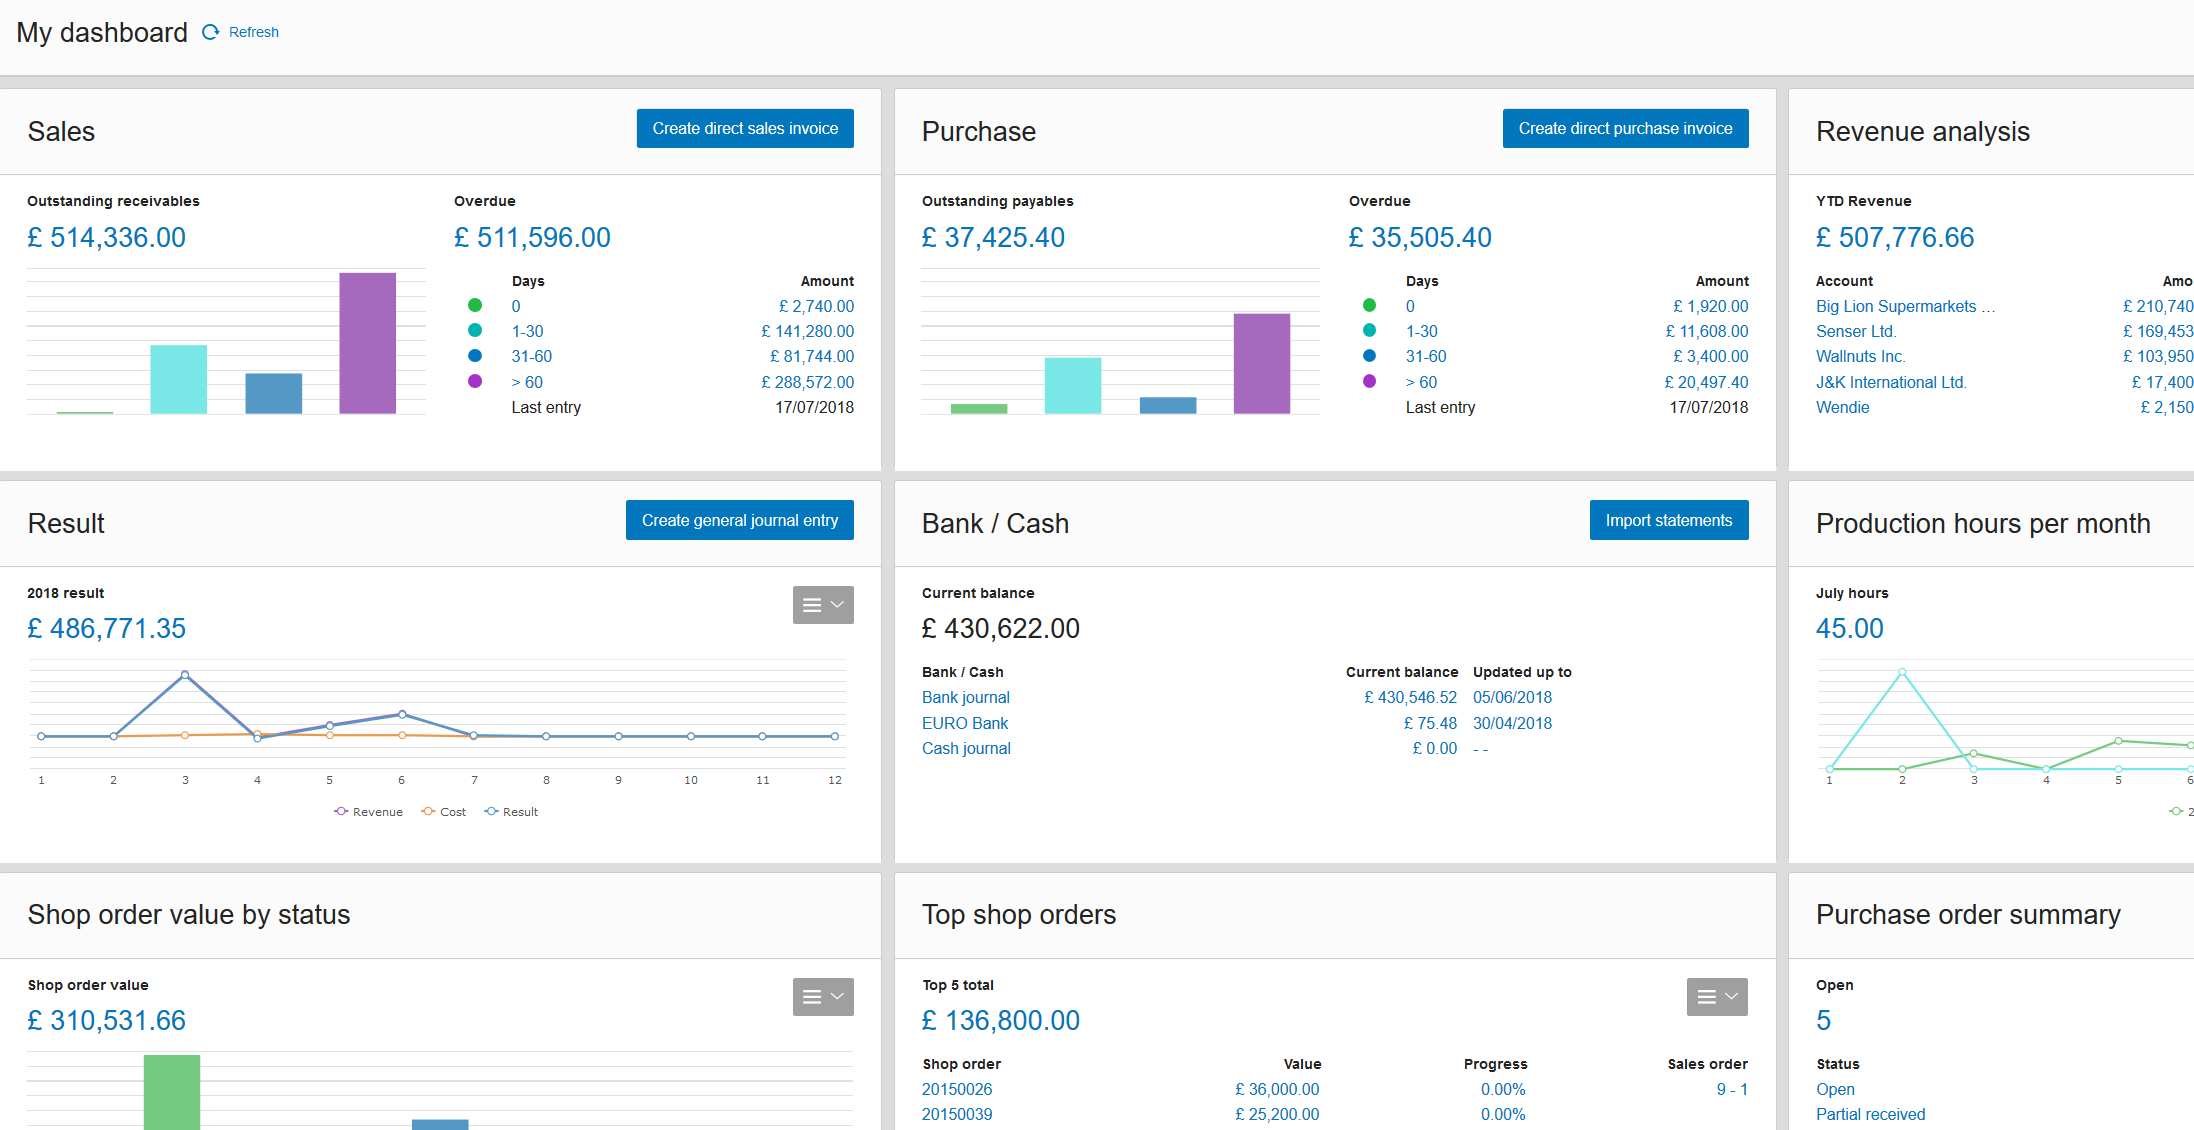 My dashboard Refresh
Sales Create direct sales invoice
Outstanding receivables Overdue
£ 514,336.00 £ 511,596.00
Days Amount
0 £ 2,740.00
1-30 £ 141,280.00
31-60 £ 81,744.00
> 60 £ 288,572.00
Last entry 17/07/2018
Purchase Create direct purchase invoice
Outstanding payables Overdue
£ 37,425.40 £ 35,505.40
Days Amount
0 £ 1,920.00
1-30 £ 11,608.00
31-60 £ 3,400.00
> 60 £ 20,497.40
Last entry 17/07/2018
Revenue analysis
YTD Revenue
£ 507,776.66
Account Amo
Big Lion Supermarkets ... £ 210,740
Senser Ltd. £ 169,453
Wallnuts Inc. £ 103,950
J&K International Ltd. £ 17,400
Wendie £ 2,150
Result Create general journal entry
2018 result
£ 486,771.35
1 2 3 4 5 6 7 8 9 10 11 12
Revenue Cost Result
Bank / Cash Import statements
Current balance
£ 430,622.00
Bank / Cash Current balance Updated up to
Bank journal £ 430,546.52 05/06/2018
EURO Bank £ 75.48 30/04/2018
Cash journal £ 0.00 - -
Production hours per month
July hours
45.00
1 2 3 4 5 6
2
Shop order value by status
Shop order value
£ 310,531.66
Top shop orders
Top 5 total
£ 136,800.00
Shop order Value Progress Sales order
20150026 £ 36,000.00 0.00% 9 - 1
20150039 £ 25,200.00 0.00%
Purchase order summary
Open
5
Status
Open
Partial received